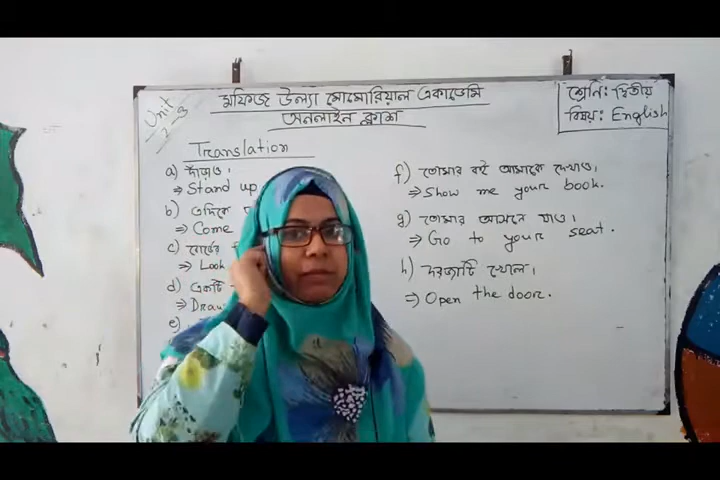 Unit 3
মফিজ উল্যা মেমোরিয়াল একাডেমি
অনলাইন ক্লাশ
শ্রেনি: দ্বিতীয়
বিষয়: English
Translation
a) দাঁড়াও।
⇒ Stand up
b) এদিকে
⇒ Come
c) বোর্ডের
⇒ Look
d) একটি
⇒ Draw
e)
f) তোমার বই আমাকে দেখাও।
⇒ Show me your book.
g) তোমার আসনে যাও।
⇒ Go to your seat.
h) দরজাটি খোল।
⇒ Open the door.